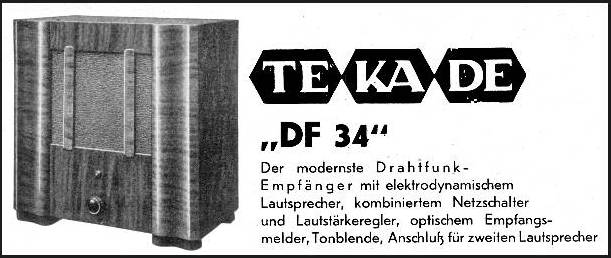 TE KA DE
„DF 34“
Der modernste Drahtfunk-
Empfänger mit elektrodynamischem
Lautsprecher, kombiniertem Netzschalter
und Lautstärkeregler, optischem Empfangs-
melder, Tonblende, Anschluß für zweiten Lautsprecher